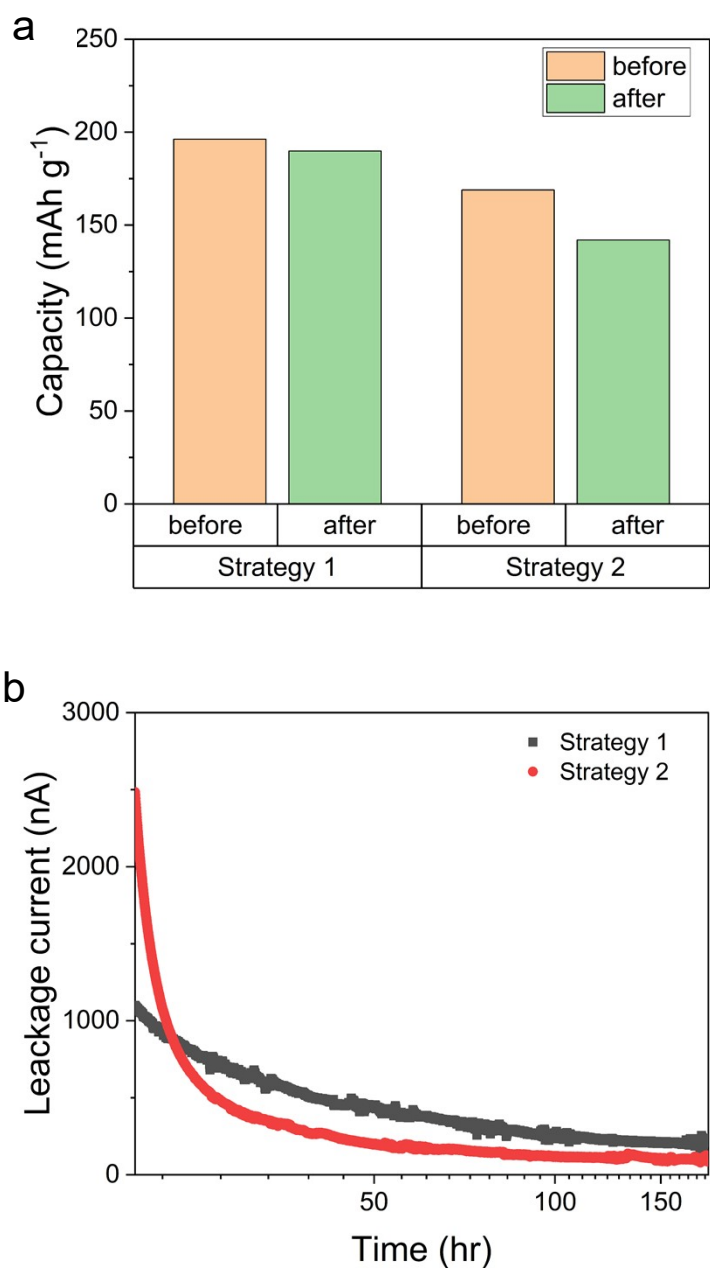 a
250
200
150
100
50
0
Capacity (mAh g⁻¹)
before
after
before after before after
Strategy 1 Strategy 2
b
3000
2000
1000
0
Leackage current (nA)
Strategy 1
Strategy 2
50 100 150
Time (hr)